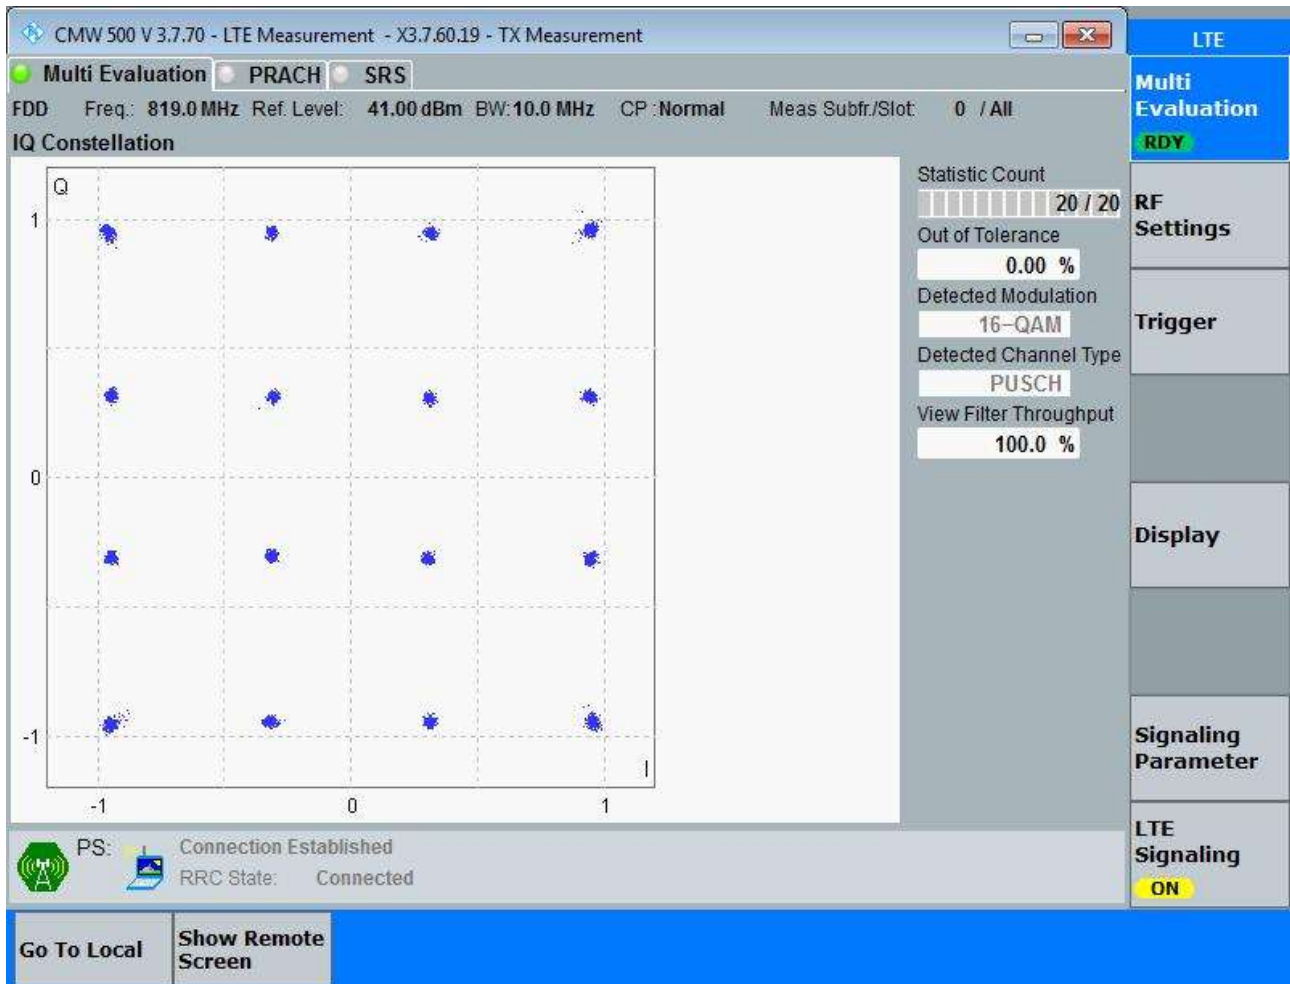 CMW 500 V 3.7.70 - LTE Measurement - X3.7.60.19 - TX Measurement
LTE
Multi Evaluation PRACH SRS
Multi
Evaluation
RDY
FDD Freq.: 819.0 MHz Ref. Level: 41.00 dBm BW: 10.0 MHz CP : Normal Meas Subfr./Slot: 0 / All
IQ Constellation
Q
1
0
-1
-1 0 1
I
Statistic Count
20 / 20
Out of Tolerance
0.00 %
Detected Modulation
16-QAM
Detected Channel Type
PUSCH
View Filter Throughput
100.0 %
RF
Settings
Trigger
Display
Signaling
Parameter
LTE
Signaling
ON
PS: Connection Established
RRC State: Connected
Go To Local
Show Remote
Screen